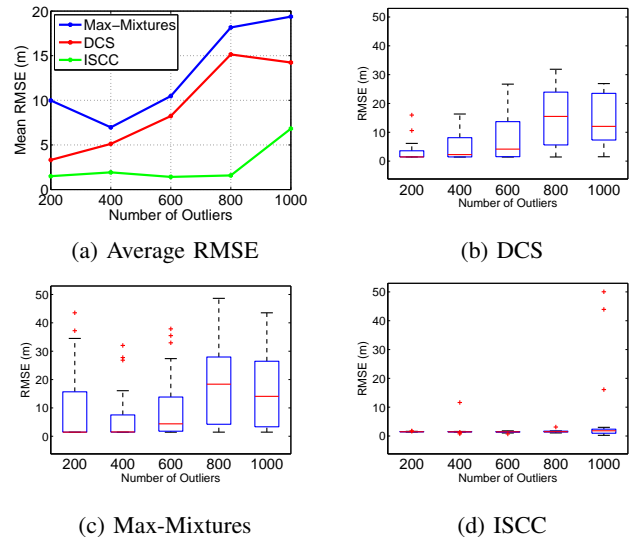 20
15
10
5
0
Mean RMSE (m)
Max-Mixtures
DCS
ISCC
200 400 600 800 1000
Number of Outliers
(a) Average RMSE
50
40
30
20
10
0
RMSE (m)
200 400 600 800 1000
Number of Outliers
(b) DCS
50
40
30
20
10
0
RMSE (m)
200 400 600 800 1000
Number of Outliers
(c) Max-Mixtures
50
40
30
20
10
0
RMSE (m)
200 400 600 800 1000
Number of Outliers
(d) ISCC